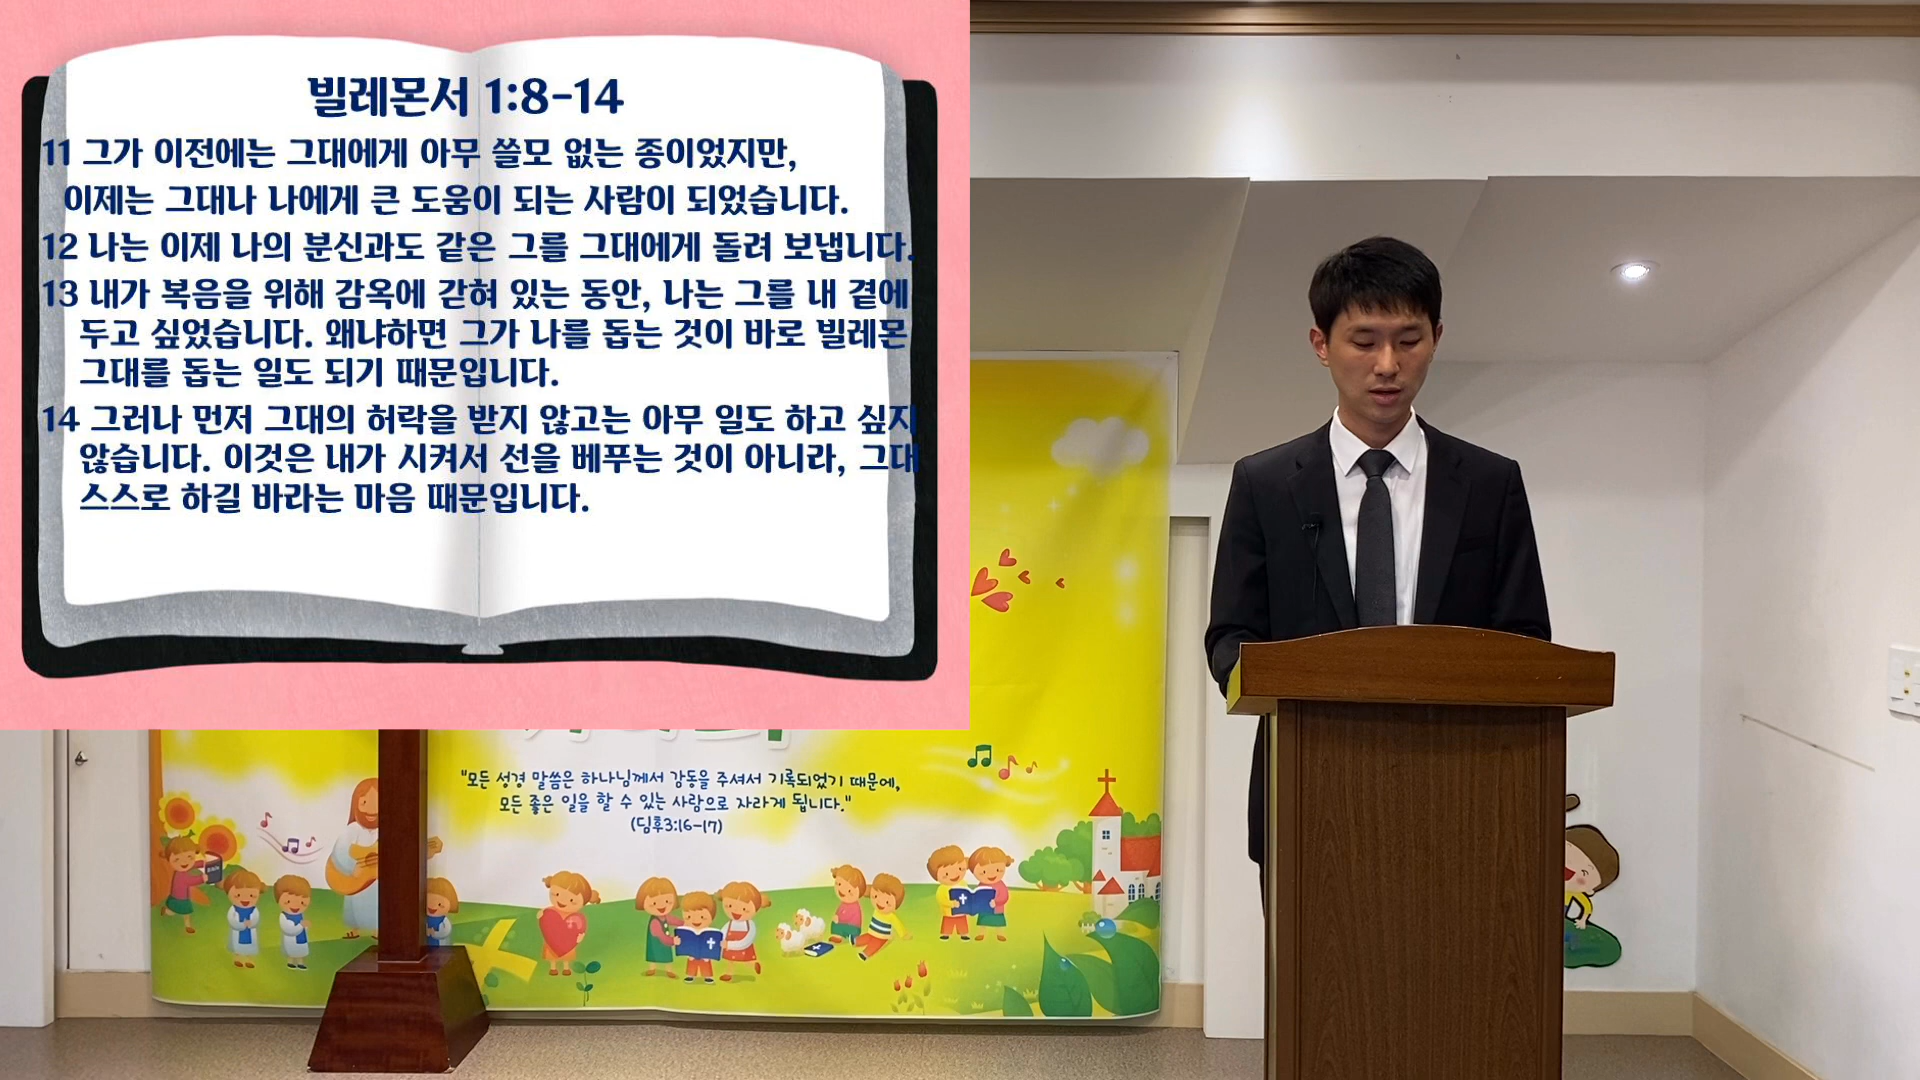 빌레몬서 1:8-14
11 그가 이전에는 그대에게 아무 쓸모 없는 종이었지만,
이제는 그대나 나에게 큰 도움이 되는 사람이 되었습니다.
12 나는 이제 나의 분신과도 같은 그를 그대에게 돌려 보냅니다.
13 내가 복음을 위해 감옥에 갇혀 있는 동안, 나는 그를 내 곁에
두고 싶었습니다. 왜냐하면 그가 나를 돕는 것이 바로 빌레몬
그대를 돕는 일도 되기 때문입니다.
14 그러나 먼저 그대의 허락을 받지 않고는 아무 일도 하고 싶지
않습니다. 이것은 내가 시켜서 선을 베푸는 것이 아니라, 그대
스스로 하길 바라는 마음 때문입니다.
"모든 성경 말씀은 하나님께서 감동을 주셔서 기록되었기 때문에,
모든 좋은 일을 할 수 있는 사람으로 자라게 됩니다."
(딤후3:16-17)